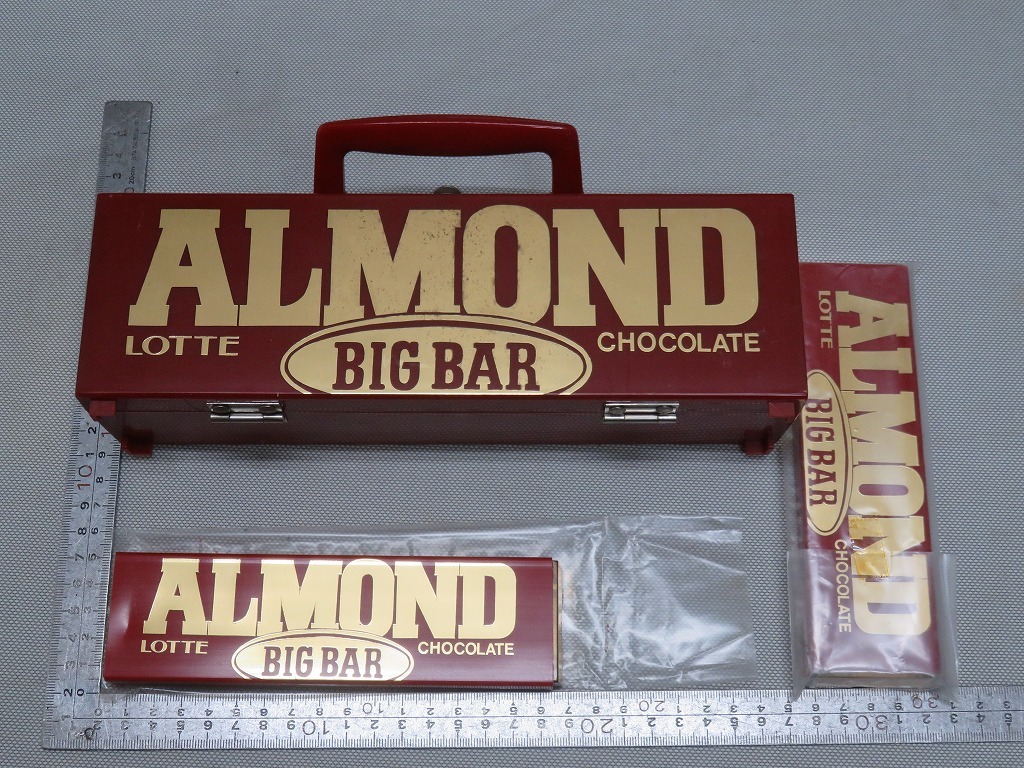 ALMOND
LOTTE
CHOCOLATE
BIG BAR
ALMOND
LOTTE
CHOCOLATE
BIG BAR
ALMOND
LOTTE
CHOCOLATE
BIG BAR